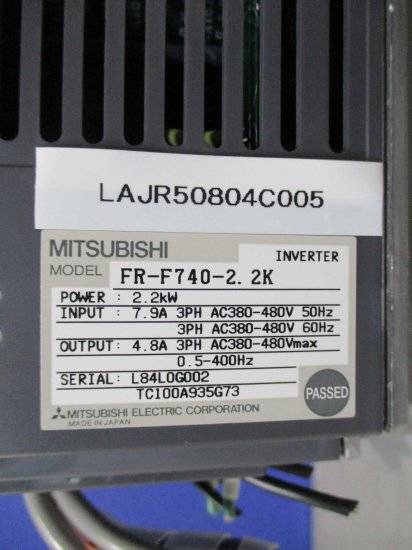 LAJR50804C005
MITSUBISHI INVERTER
MODEL FR-F740-2.2K
POWER : 2.2kW
INPUT : 7.9A 3PH AC380-480V 50Hz
3PH AC380-480V 60Hz
OUTPUT: 4.8A 3PH AC380-480Vmax
0.5-400Hz
SERIAL: L84L0G002
TC100A935G73
PASSED
MITSUBISHI ELECTRIC CORPORATION
MADE IN JAPAN